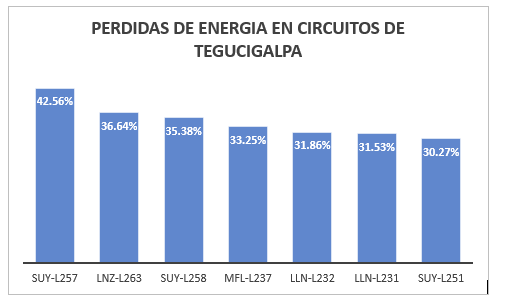 PERDIDAS DE ENERGIA EN CIRCUITOS DE
TEGUCIGALPA
42.56%
36.64%
35.38%
33.25%
31.86%
31.53%
30.27%
SUY-L257
LNZ-L263
SUY-L258
MFL-L237
LLN-L232
LLN-L231
SUY-L251